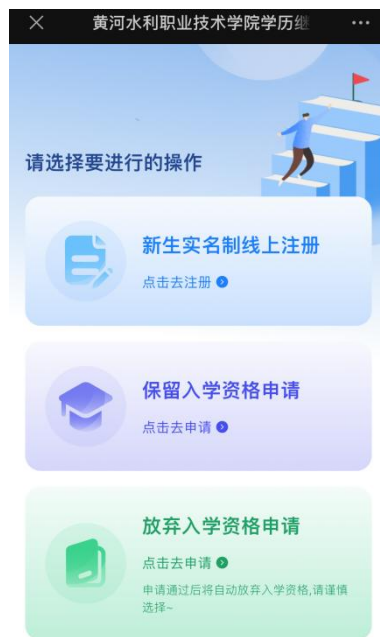 黄河水利职业技术学院学历继
请选择要进行的操作
新生实名制线上注册
点击去注册
保留入学资格申请
点击去申请
放弃入学资格申请
点击去申请
申请通过后将自动放弃入学资格,请谨慎
选择~